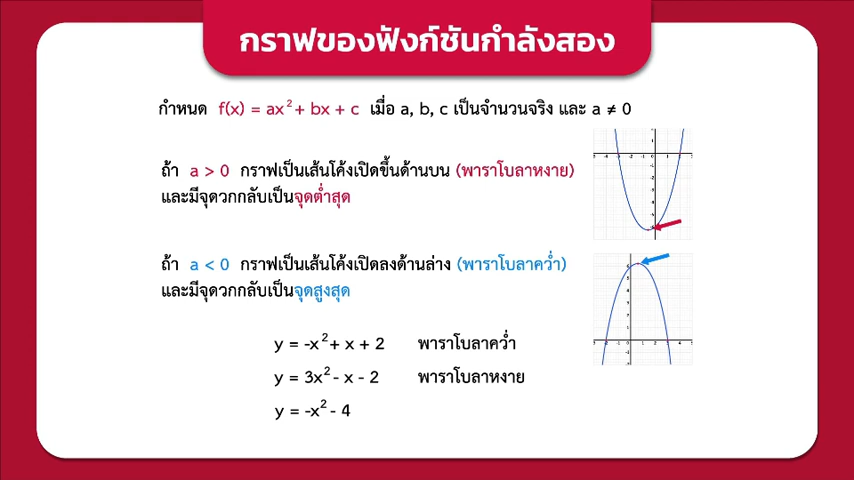 กราฟของฟังก์ชันกำลังสอง
กำหนด f(x) = ax² + bx + c เมื่อ a, b, c เป็นจำนวนจริง และ a ≠ 0
ถ้า a > 0 กราฟเป็นเส้นโค้งเปิดขึ้นด้านบน (พาราโบลาหงาย)
และมีจุดวกกลับเป็นจุดต่ำสุด
ถ้า a < 0 กราฟเป็นเส้นโค้งเปิดลงด้านล่าง (พาราโบลาคว่ำ)
และมีจุดวกกลับเป็นจุดสูงสุด
y = -x² + x + 2 พาราโบลาคว่ำ
y = 3x² - x - 2 พาราโบลาหงาย
y = -x² - 4